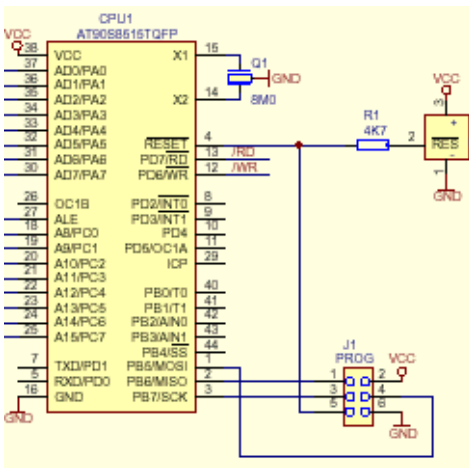 CPU1
AT90S8515TQFP
VCC
38 VCC X1 15
37 AD0/PA0
36 AD1/PA1
35 AD2/PA2 X2 14
34 AD3/PA3
33 AD4/PA4
32 AD5/PA5 RESET 4
31 AD6/PA6 PD7/RD 13 /RD
30 AD7/PA7 PD6/WR 12 /WR
26 OC1B PD2/INT0 8
27 ALE PD3/INT1 9
18 A8/PC0 PD4 10
19 A9/PC1 PD5/OC1A 11
20 A10/PC2 ICP 29
21 A11/PC3
22 A12/PC4 PB0/T0 40
23 A13/PC5 PB1/T1 41
24 A14/PC6 PB2/AIN0 42
25 A15/PC7 PB3/AIN1 43
PB4/SS 44
7 TXD/PD1 PB5/MOSI 1
5 RXD/PD0 PB6/MISO 2
16 GND PB7/SCK 3
GND
Q1
GND
8M0
R1
4K7
VCC
3
+
2 RES
-
1
GND
J1
PROG
VCC
1 2
3 4
5 6
GND